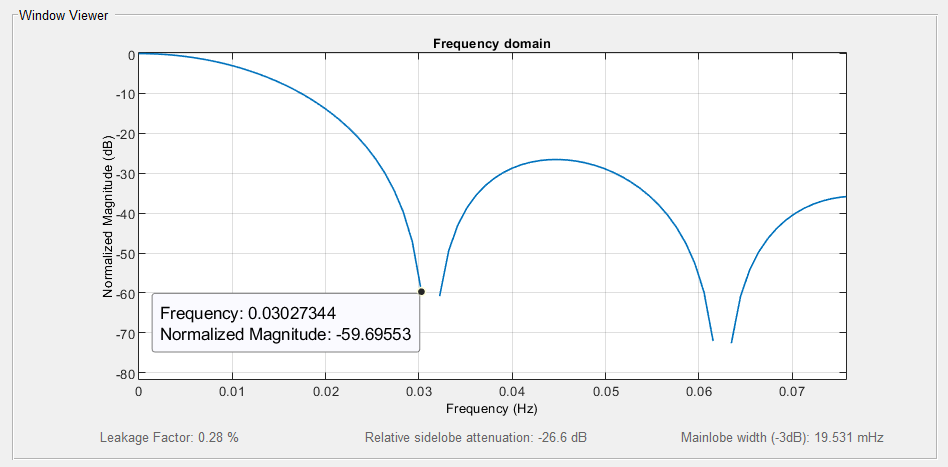 Window Viewer
Frequency domain
Normalized Magnitude (dB)
0
-10
-20
-30
-40
-50
-60
-70
-80
Frequency: 0.03027344
Normalized Magnitude: -59.69553
0 0.01 0.02 0.03 0.04 0.05 0.06 0.07
Frequency (Hz)
Leakage Factor: 0.28 % Relative sidelobe attenuation: -26.6 dB Mainlobe width (-3dB): 19.531 mHz